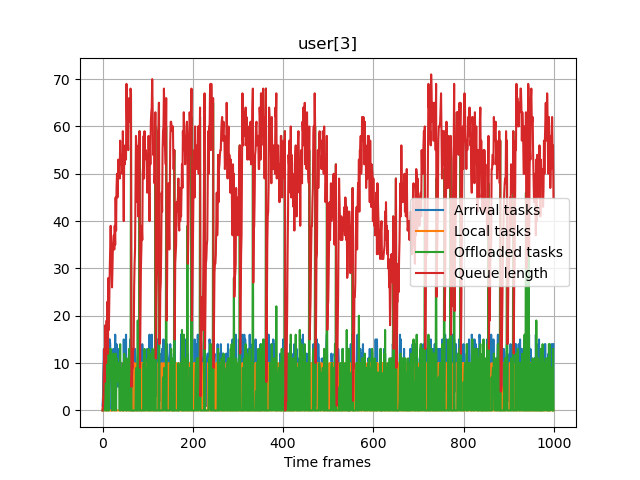 user[3]
70
60
50
40
30
20
10
0
Arrival tasks
Local tasks
Offloaded tasks
Queue length
0 200 400 600 800 1000
Time frames